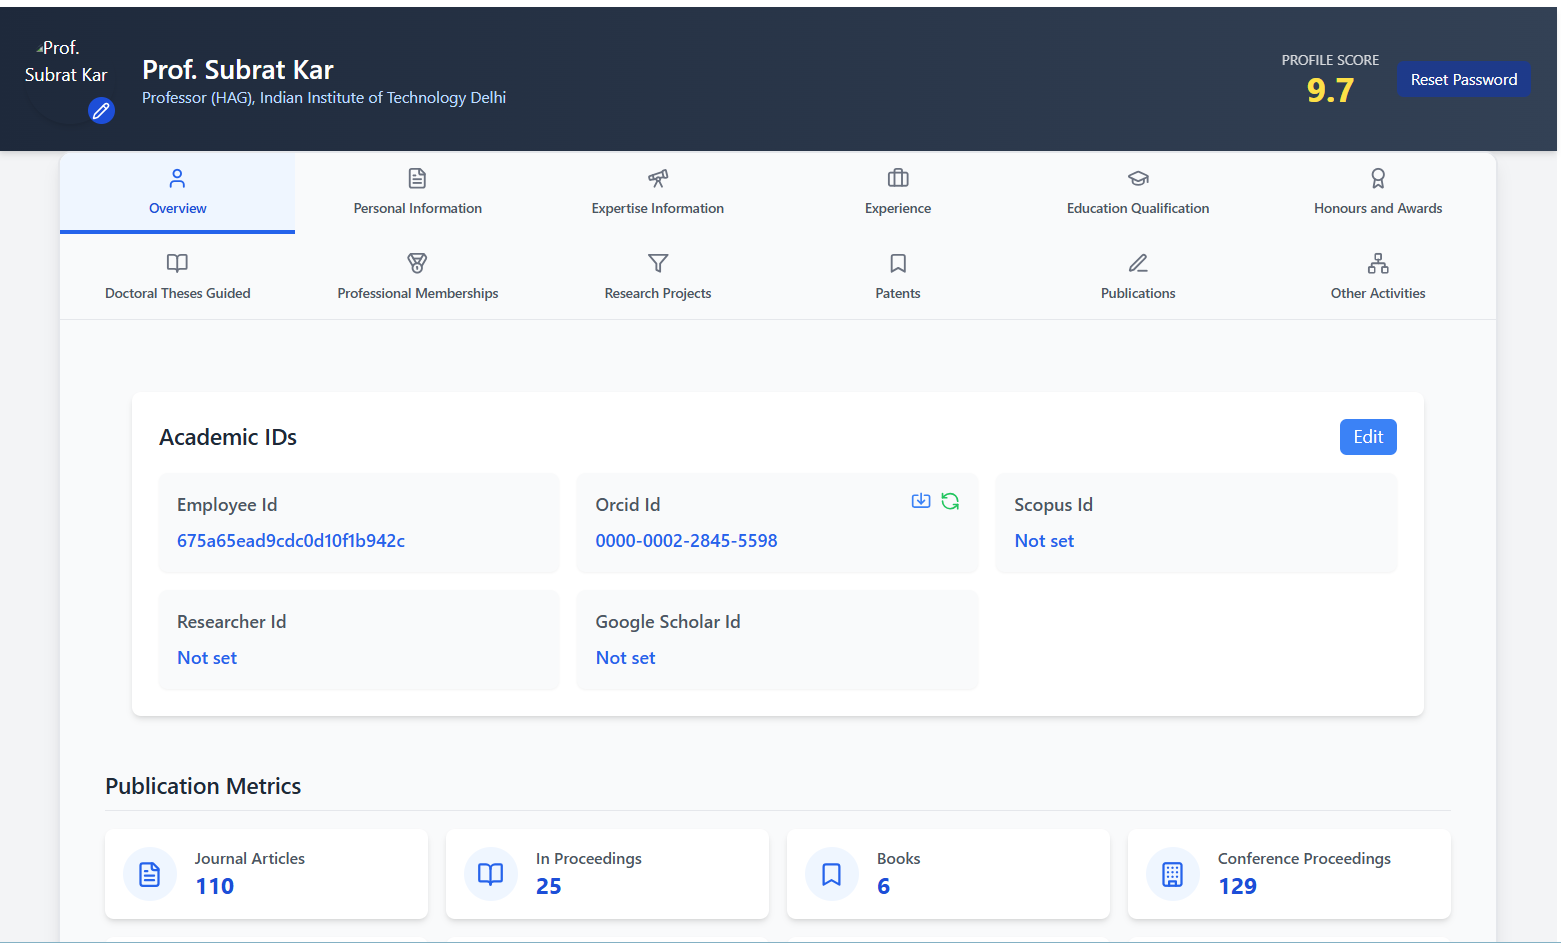 Prof.
Subrat Kar
Prof. Subrat Kar
Professor (HAG), Indian Institute of Technology Delhi
PROFILE SCORE
9.7
Reset Password
Overview
Personal Information
Expertise Information
Experience
Education Qualification
Honours and Awards
Doctoral Theses Guided
Professional Memberships
Research Projects
Patents
Publications
Other Activities
Academic IDs
Edit
Employee Id
675a65ead9cdc0d10f1b942c
Orcid Id
0000-0002-2845-5598
Scopus Id
Not set
Researcher Id
Not set
Google Scholar Id
Not set
Publication Metrics
Journal Articles
110
In Proceedings
25
Books
6
Conference Proceedings
129